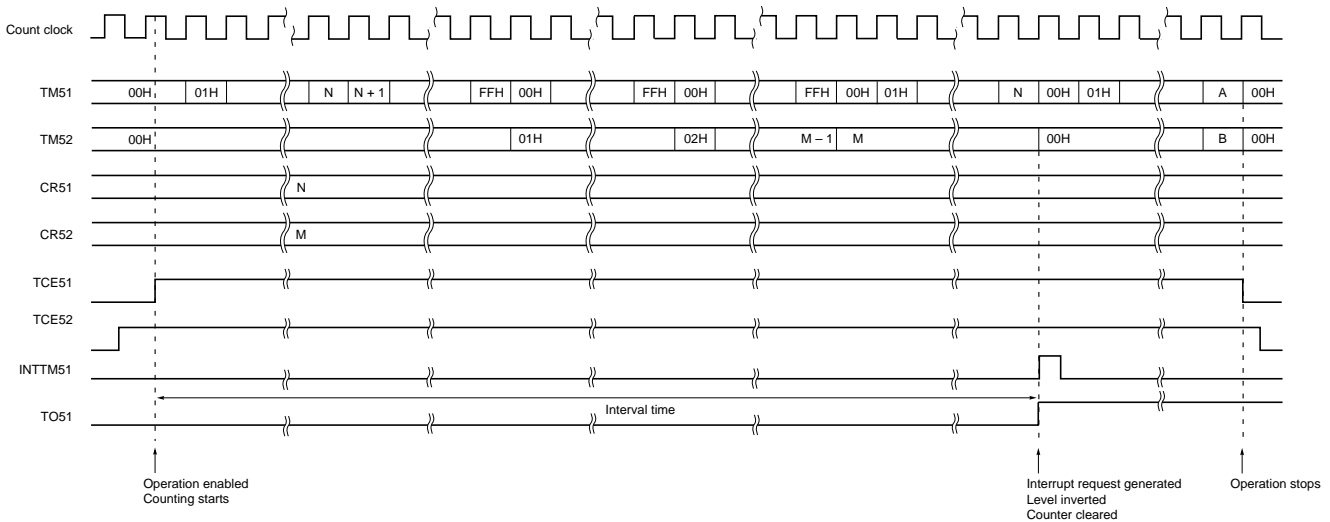 Count clock
TM51 00H 01H N N + 1 FFH 00H FFH 00H FFH 00H 01H N 00H 01H A 00H
TM52 00H 01H 02H M – 1 M 00H B 00H
CR51 N
CR52 M
TCE51
TCE52
INTTM51
Interval time
TO51
Operation enabled
Counting starts
Interrupt request generated
Level inverted
Counter cleared
Operation stops